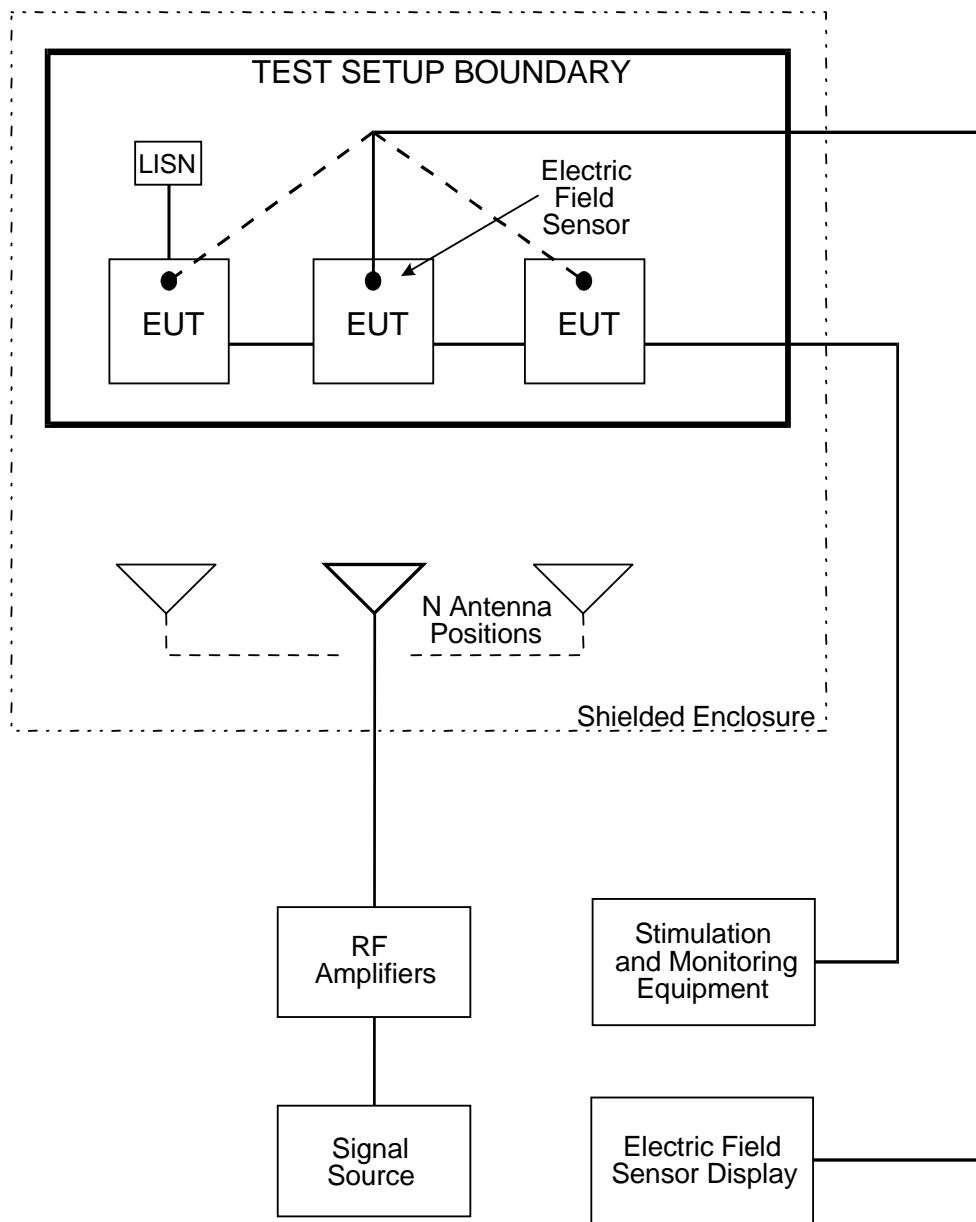 TEST SETUP BOUNDARY
LISN
Electric
Field
Sensor
EUT
EUT
EUT
N Antenna
Positions
Shielded Enclosure
RF
Amplifiers
Stimulation
and Monitoring
Equipment
Signal
Source
Electric Field
Sensor Display